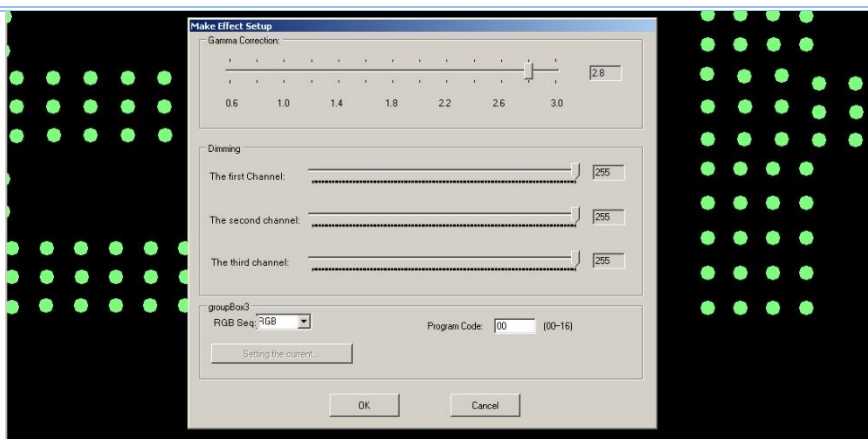 Make Effect Setup
Gamma Correction:
2.8
0.6 1.0 1.4 1.8 2.2 2.6 3.0
Dimming
The first Channel: 255
The second channel: 255
The third channel: 255
groupBox3
RGB Seq: RGB Program Code: 00 (00-16)
Setting the current...
OK Cancel